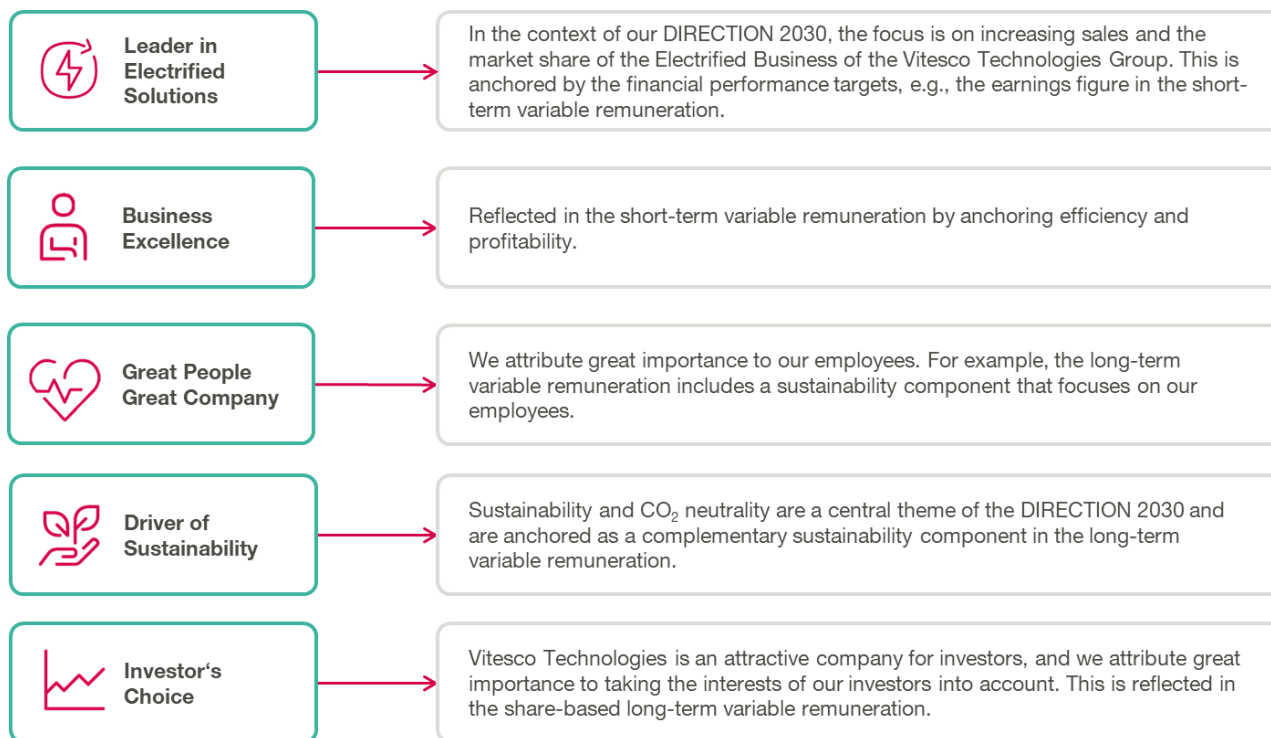 Leader in
Electrified
Solutions
In the context of our DIRECTION 2030, the focus is on increasing sales and the
market share of the Electrified Business of the Vitesco Technologies Group. This is
anchored by the financial performance targets, e.g., the earnings figure in the short-
term variable remuneration.
Business
Excellence
Reflected in the short-term variable remuneration by anchoring efficiency and
profitability.
Great People
Great Company
We attribute great importance to our employees. For example, the long-term
variable remuneration includes a sustainability component that focuses on our
employees.
Driver of
Sustainability
Sustainability and CO₂ neutrality are a central theme of the DIRECTION 2030 and
are anchored as a complementary sustainability component in the long-term
variable remuneration.
Investor‘s
Choice
Vitesco Technologies is an attractive company for investors, and we attribute great
importance to taking the interests of our investors into account. This is reflected in
the share-based long-term variable remuneration.